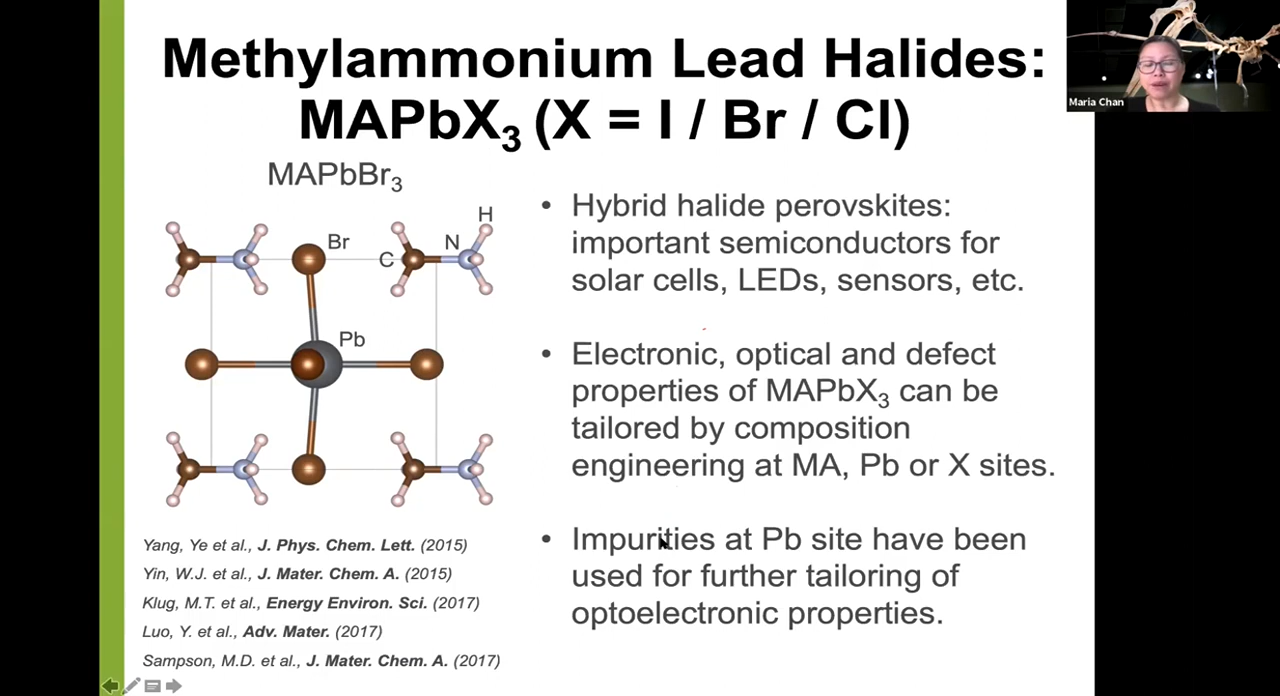 Methylammonium Lead Halides:
MAPbX₃ (X = I / Br / Cl)
Maria Chan
MAPbBr₃
H
Br
N
C
Pb
• Hybrid halide perovskites:
important semiconductors for
solar cells, LEDs, sensors, etc.
• Electronic, optical and defect
properties of MAPbX₃ can be
tailored by composition
engineering at MA, Pb or X sites.
• Impurities at Pb site have been
used for further tailoring of
optoelectronic properties.
Yang, Ye et al., J. Phys. Chem. Lett. (2015)
Yin, W.J. et al., J. Mater. Chem. A. (2015)
Klug, M.T. et al., Energy Environ. Sci. (2017)
Luo, Y. et al., Adv. Mater. (2017)
Sampson, M.D. et al., J. Mater. Chem. A. (2017)